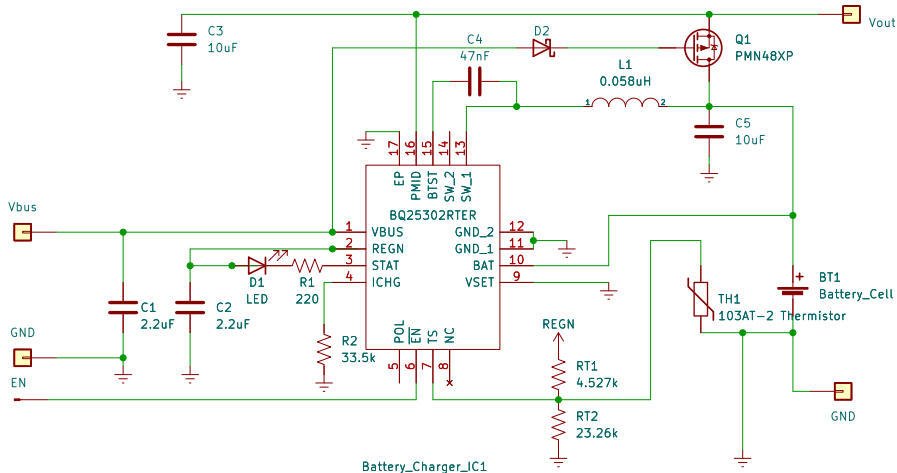 C3
10uF
D2
C4
47nF
Q1
PMN48XP
Vout
L1
0.058uH
1
2
C5
10uF
17
16
15
14
13
EP
PMID
BTST
SW_2
SW_1
BQ25302RTER
Vbus
1
VBUS
2
REGN
3
STAT
4
ICHG
GND_2
12
GND_1
11
BAT
10
VSET
9
D1
LED
R1
220
C1
2.2uF
C2
2.2uF
TH1
103AT-2 Thermistor
+
BT1
Battery_Cell
GND
R2
33.5k
POL
EN
TS
NC
5
6
7
8
REGN
RT1
4.527k
RT2
23.26k
EN
GND
Battery_Charger_IC1